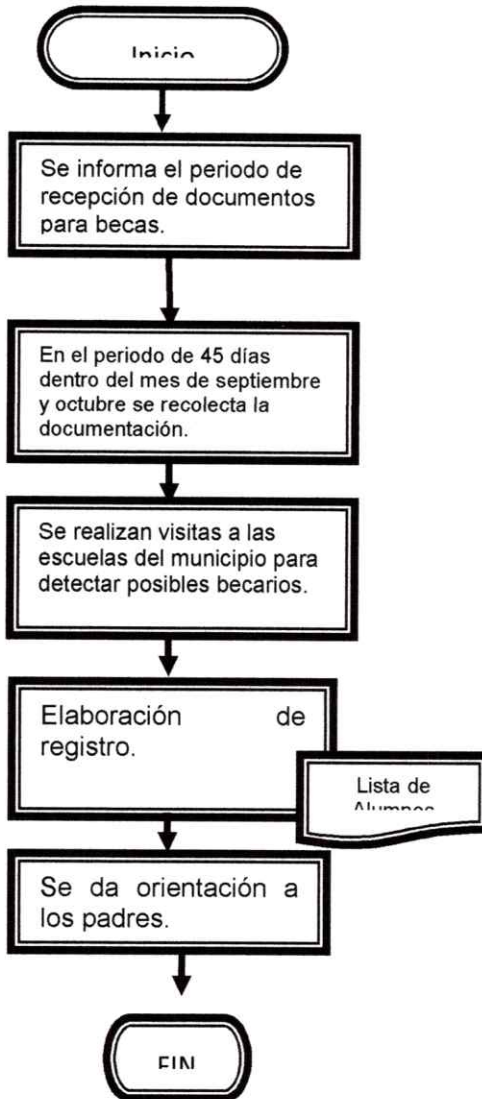 Inicio
Se informa el periodo de
recepción de documentos
para becas.
En el periodo de 45 días
dentro del mes de septiembre
y octubre se recolecta la
documentación.
Se realizan visitas a las
escuelas del municipio para
detectar posibles becarios.
Elaboración de
registro.
Lista de
Alumnos
Se da orientación a
los padres.
FIN